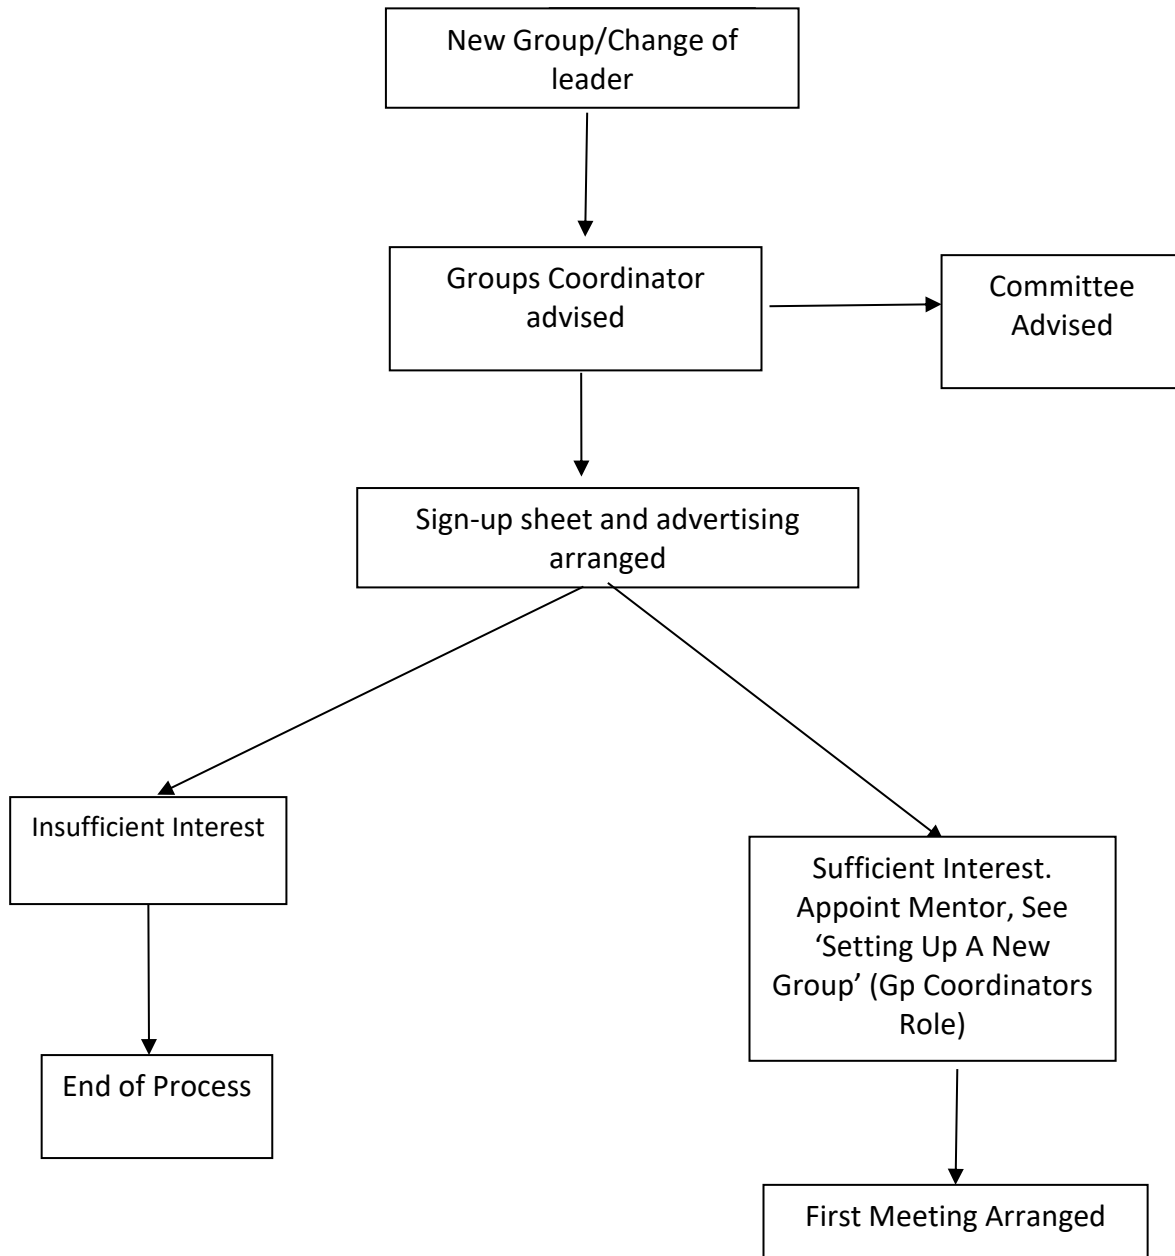 New Group/Change of
leader
Groups Coordinator
advised
Committee
Advised
Sign-up sheet and advertising
arranged
Insufficient Interest
Sufficient Interest.
Appoint Mentor, See
‘Setting Up A New
Group’ (Gp Coordinators
Role)
End of Process
First Meeting Arranged